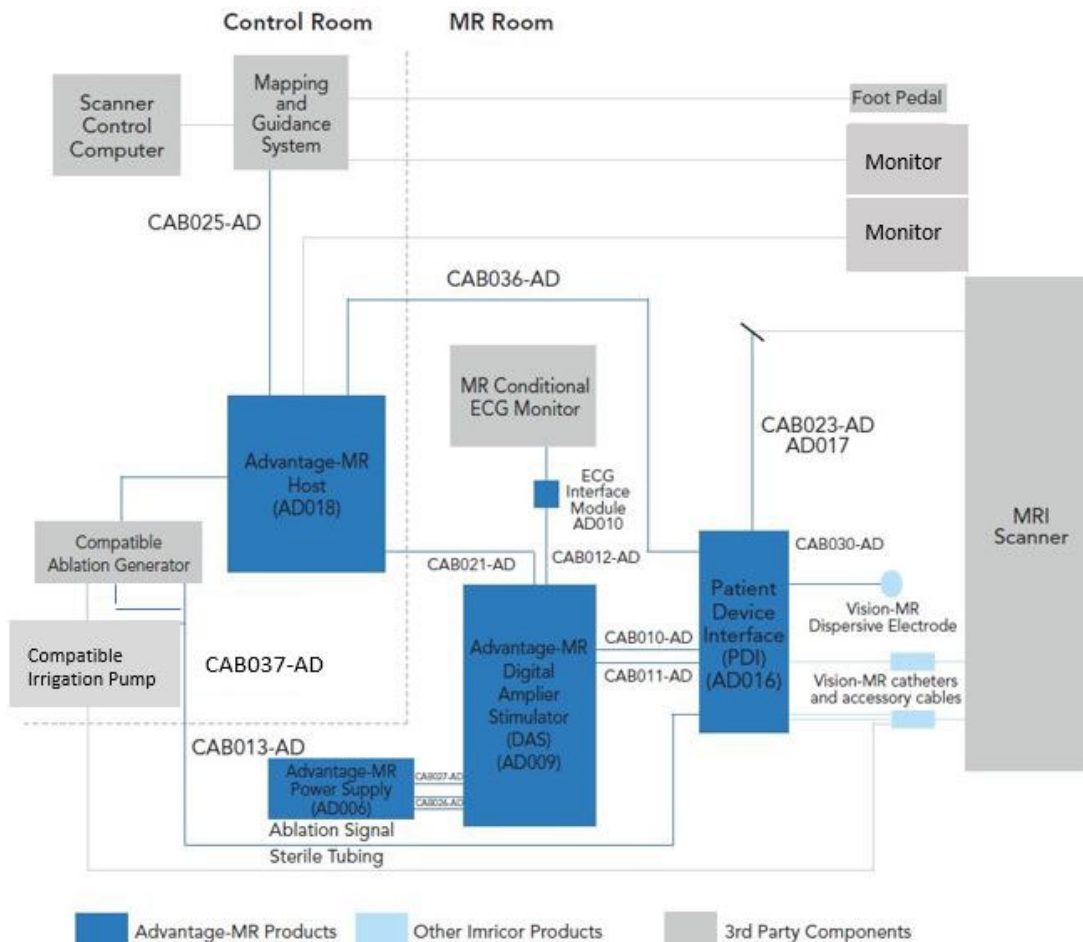 Control Room
MR Room
Scanner
Control
Computer
Mapping
and
Guidance
System
Foot Pedal
Monitor
Monitor
CAB025-AD
CAB036-AD
MR Conditional
ECG Monitor
CAB023-AD
AD017
MRI
Scanner
Advantage-MR
Host
(AD018)
ECG
Interface
Module
AD010
Compatible
Ablation Generator
CAB021-AD
CAB012-AD
CAB030-AD
Patient
Device
Interface
(PDI)
(AD016)
Vision-MR
Dispersive Electrode
Compatible
Irrigation Pump
CAB037-AD
Advantage-MR
Digital
Amplier
Stimulator
(DAS)
(AD009)
CAB010-AD
CAB011-AD
Vision-MR catheters
and accessory cables
CAB013-AD
Advantage-MR
Power Supply
(AD006)
CAB027-AD
CAB026-AD
Ablation Signal
Sterile Tubing
Advantage-MR Products
Other Imricor Products
3rd Party Components